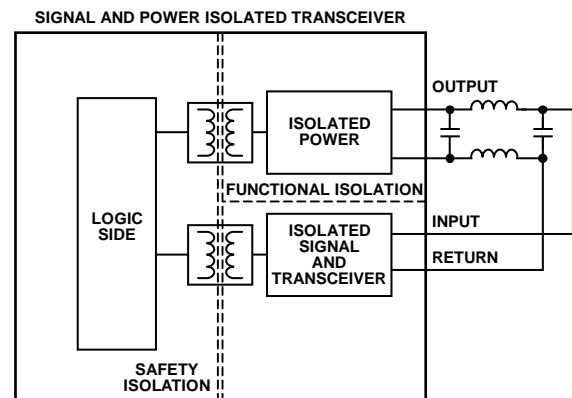 SIGNAL AND POWER ISOLATED TRANSCEIVER
OUTPUT
ISOLATED
POWER
FUNCTIONAL ISOLATION
LOGIC
SIDE
INPUT
ISOLATED
SIGNAL
AND
TRANSCEIVER
RETURN
SAFETY
ISOLATION